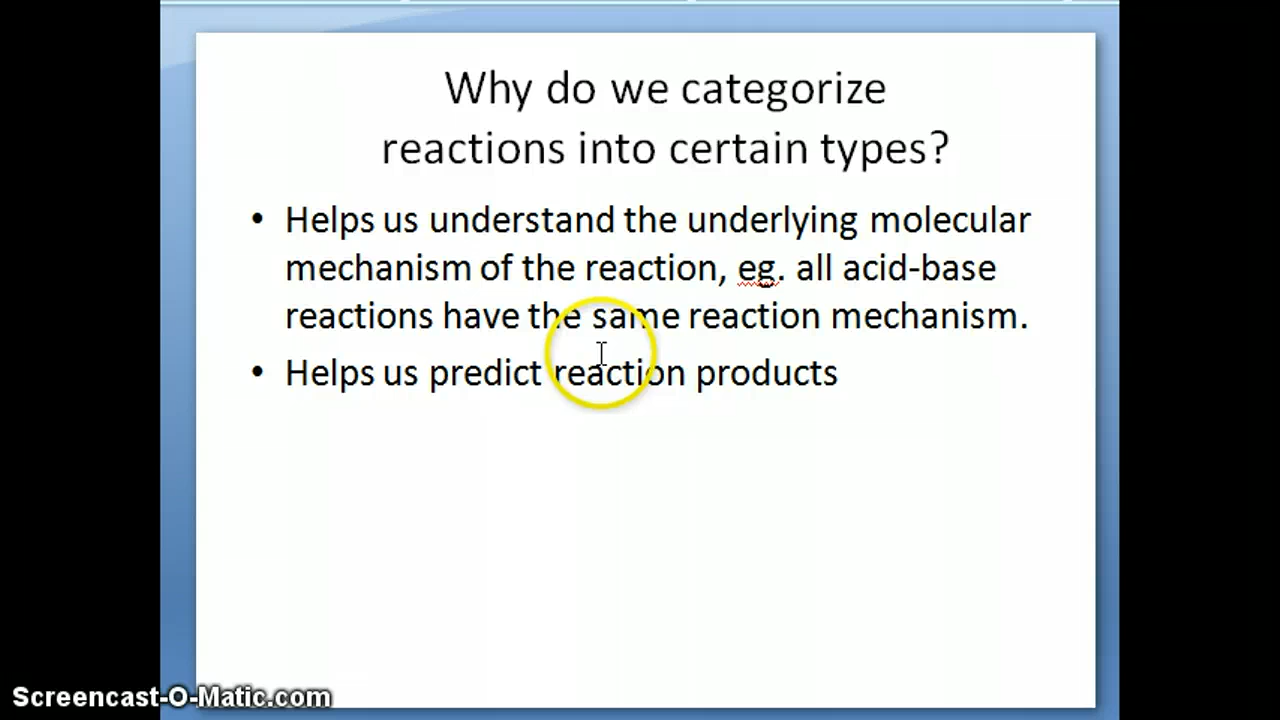 Why do we categorize
reactions into certain types?
• Helps us understand the underlying molecular
mechanism of the reaction, eg. all acid-base
reactions have the same reaction mechanism.
• Helps us predict reaction products
Screencast-O-Matic.com